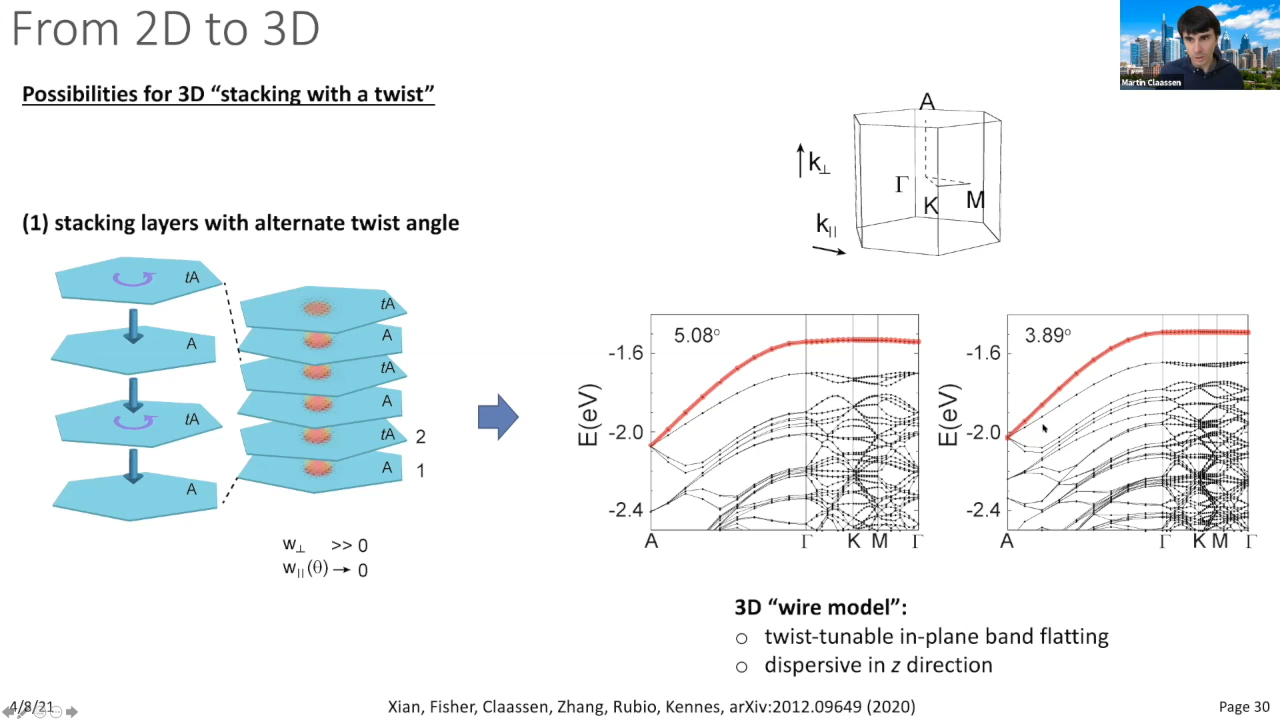 From 2D to 3D
Martin Claassen
Possibilities for 3D “stacking with a twist”
(1) stacking layers with alternate twist angle
tA
A
tA
A
tA
A
tA
A
tA 2
A 1
w⊥ >> 0
w||(θ) → 0
A
k⊥
Γ
K
M
k||
5.08°
-1.6
-2.0
-2.4
E(eV)
A Γ K M Γ
3.89°
-1.6
-2.0
-2.4
E(eV)
A Γ K M Γ
3D “wire model”:
o twist-tunable in-plane band flatting
o dispersive in z direction
4/8/21
Xian, Fisher, Claassen, Zhang, Rubio, Kennes, arXiv:2012.09649 (2020)
Page 30